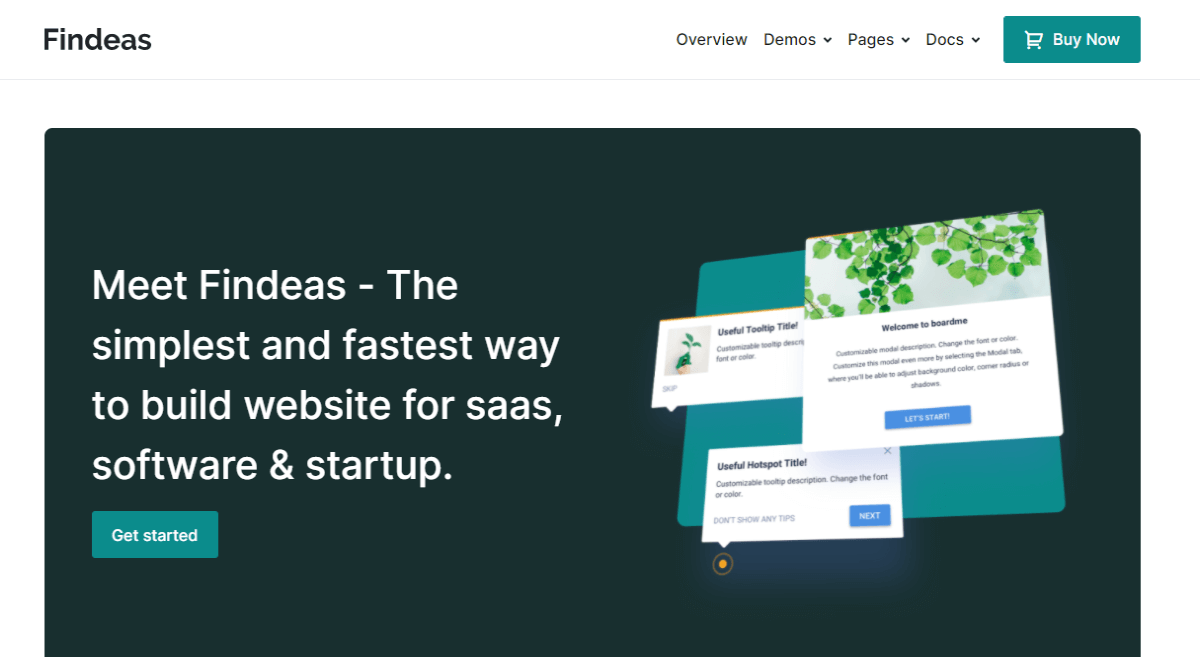 Findeas
Overview
Demos
Pages
Docs
Buy Now
Meet Findeas - The
simplest and fastest way
to build website for saas,
software & startup.
Get started
Useful Tooltip Title!
Customizable tooltip
font or color.
SKIP
Welcome to boardme
Customizable modal description. Change the font or color.
Customize this modal even more by selecting the Modal tab,
where you'll be able to adjust background color, corner radius or
shadows.
LET'S START!
Useful Hotspot Title!
Customizable tooltip description. Change the font
or color.
DON'T SHOW ANY TIPS
NEXT